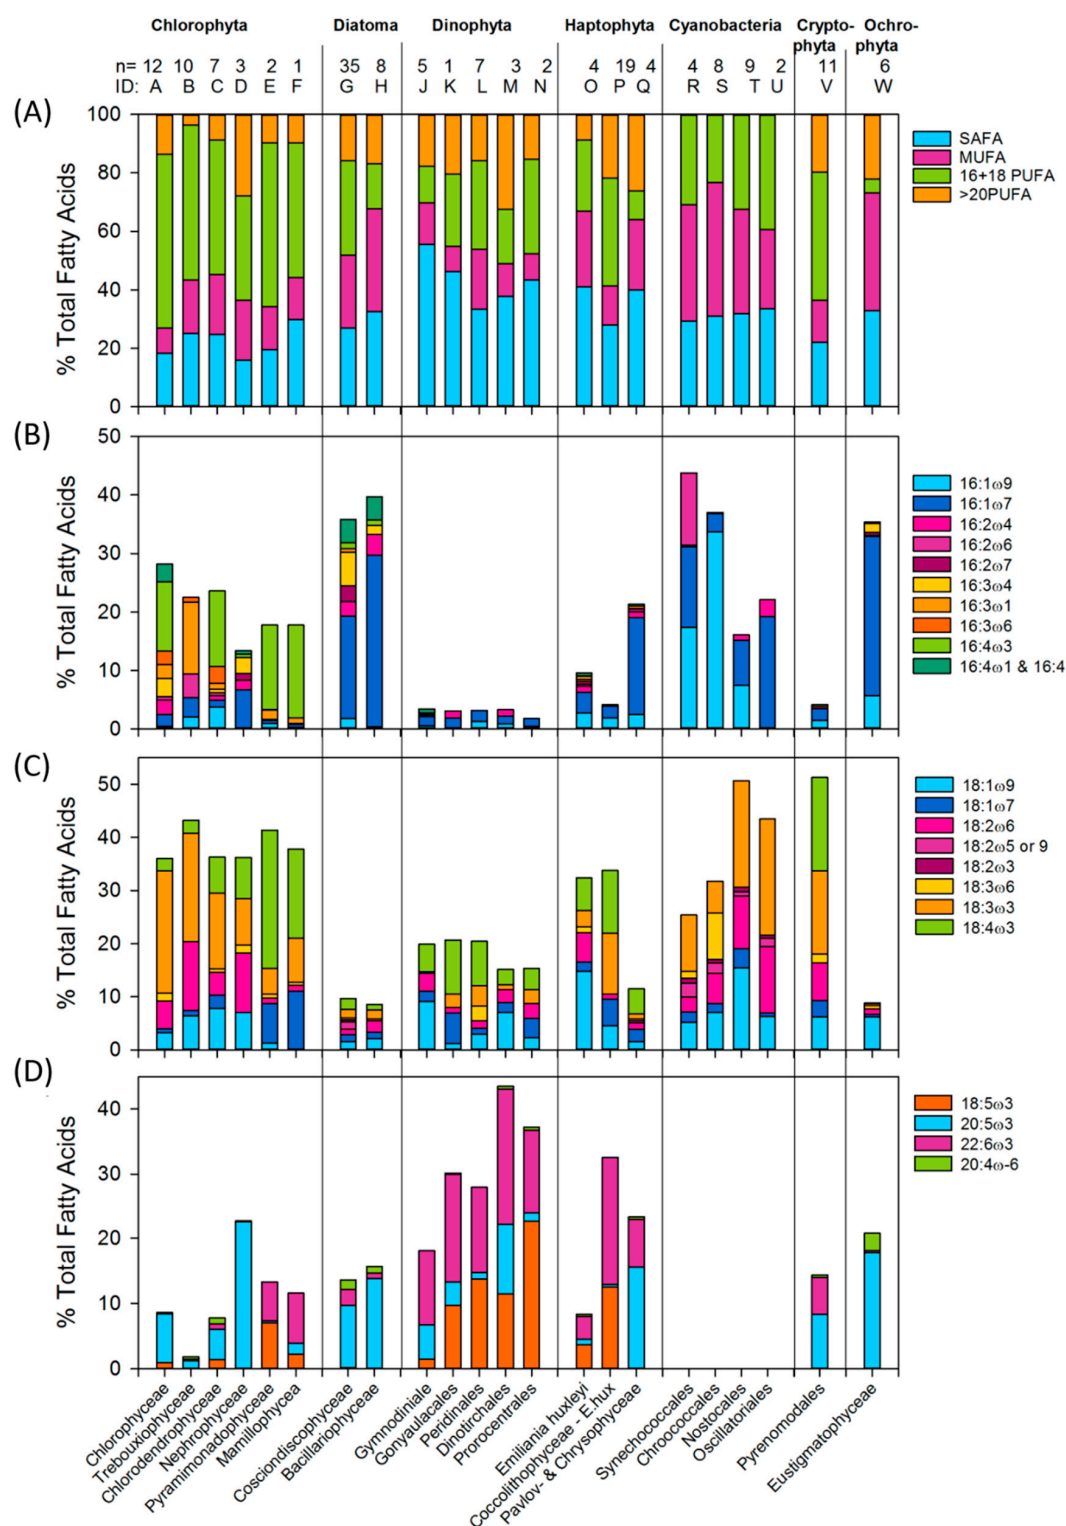 Chlorophyta Diatoma Dinophyta Haptophyta Cyanobacteria Crypto- Ochro-
phyta phyta
n= 12 10 7 3 2 1 35 8 5 1 7 3 2 4 19 4 4 8 9 2 11 6
ID: A B C D E F G H J K L M N O P Q R S T U V W
(A)
% Total Fatty Acids
100
80
60
40
20
0
SAFA
MUFA
16+18 PUFA
>20PUFA
(B)
% Total Fatty Acids
50
40
30
20
10
0
16:1ω9
16:1ω7
16:2ω4
16:2ω6
16:2ω7
16:3ω4
16:3ω1
16:3ω6
16:4ω3
16:4ω1 & 16:4
(C)
% Total Fatty Acids
50
40
30
20
10
0
18:1ω9
18:1ω7
18:2ω6
18:2ω5 or 9
18:2ω3
18:3ω6
18:3ω3
18:4ω3
(D)
% Total Fatty Acids
40
30
20
10
0
18:5ω3
20:5ω3
22:6ω3
20:4ω-6
Chlorophyceae
Trebouxiophyceae
Chlorodendrophyceae
Nephrophyceae
Pyramimonadophyceae
Mamillophycea
Cosciondiscophyceae
Bacillariophyceae
Gymnodiniale
Gonyaulacales
Peridinales
Dinotirchales
Prorocentrales
Emiliania huxleyi
Coccolithophyceae - E.hux
Pavlov- & Chrysophyceae
Synechococcales
Chroococcales
Nostocales
Oscillatoriales
Pyrenomodales
Eustigmatophyceae